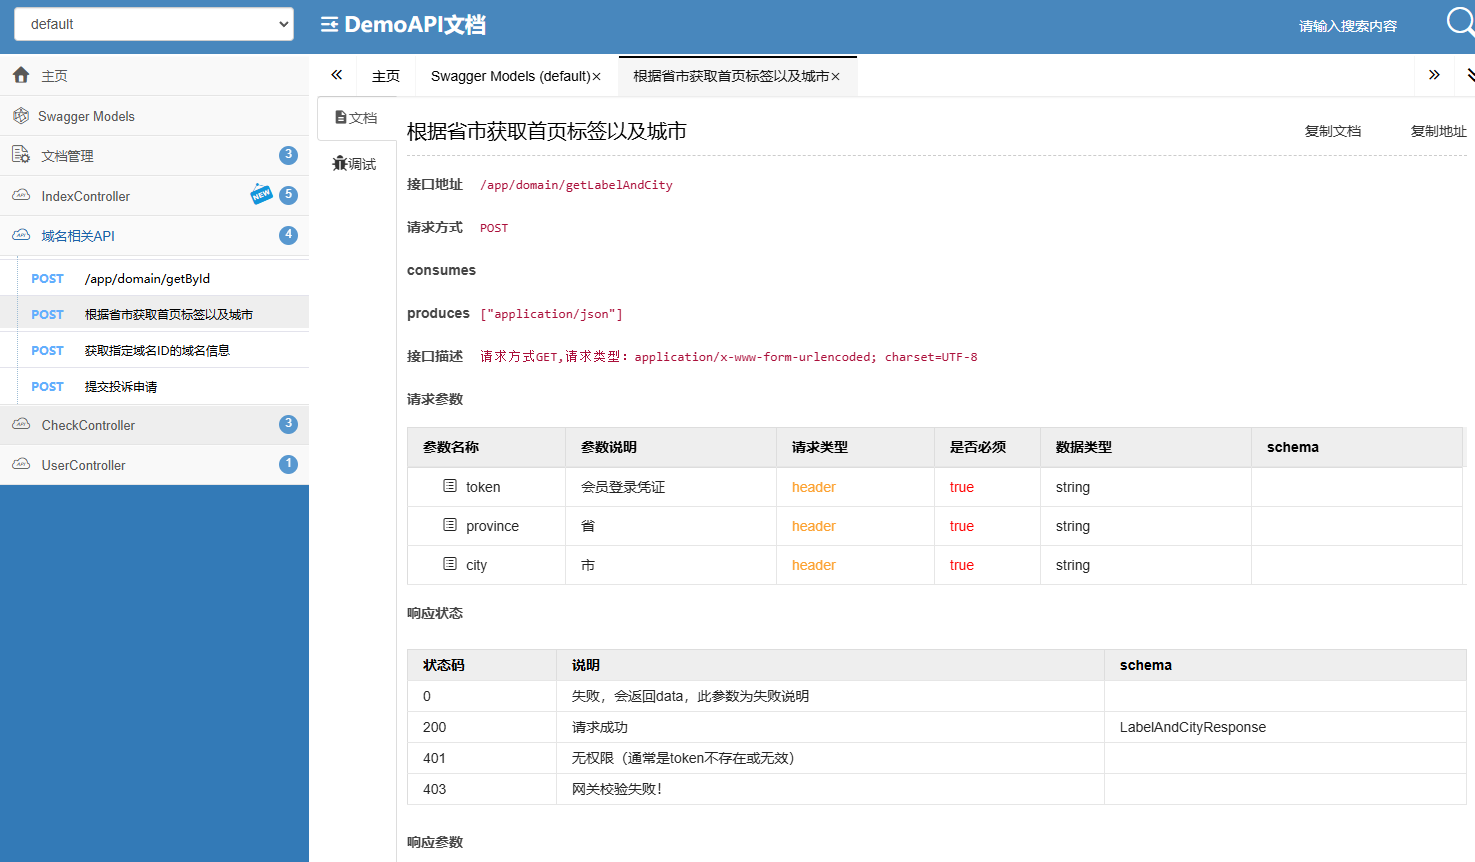 default
DemoAPI文档
请输入搜索内容
主页
Swagger Models
文档管理
3
IndexController
NEW
5
域名相关API
4
POST /app/domain/getById
POST 根据省市获取首页标签以及城市
POST 获取指定域名ID的域名信息
POST 提交投诉申请
CheckController
3
UserController
1
主页
Swagger Models (default)×
根据省市获取首页标签以及城市×
文档
调试
根据省市获取首页标签以及城市
复制文档
复制地址
接口地址 /app/domain/getLabelAndCity
请求方式 POST
consumes
produces ["application/json"]
接口描述 请求方式GET,请求类型：application/x-www-form-urlencoded; charset=UTF-8
请求参数
参数名称 参数说明 请求类型 是否必须 数据类型 schema
token 会员登录凭证 header true string
province 省 header true string
city 市 header true string
响应状态
状态码 说明 schema
0 失败，会返回data，此参数为失败说明
200 请求成功 LabelAndCityResponse
401 无权限（通常是token不存在或无效）
403 网关校验失败！
响应参数